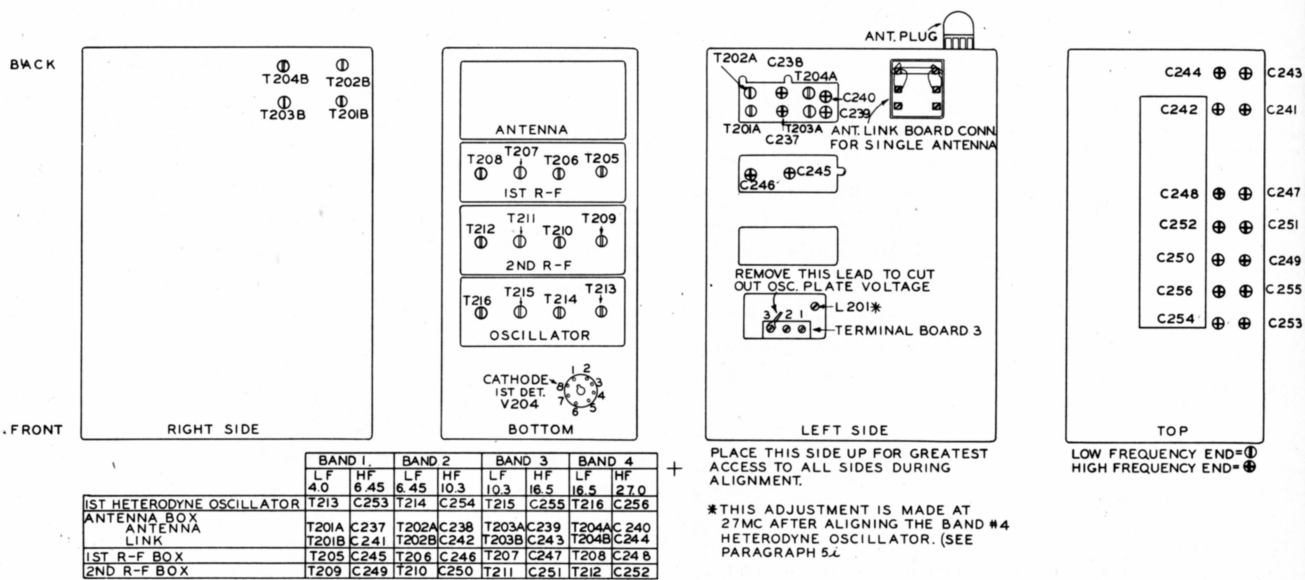 BACK
.FRONT
T204B
T202B
T203B
T201B
RIGHT SIDE
ANTENNA
T208 T207 T206 T205
1ST R-F
T212 T211 T210 T209
2ND R-F
T216 T215 T214 T213
OSCILLATOR
CATHODE
1ST DET.
V204
1 2 3 4 5 6 7 8
BOTTOM
ANT. PLUG
T202A
C238
T204A
C240
C239
T201A
T203A
C237
ANT. LINK BOARD CONN.
FOR SINGLE ANTENNA
C245
C246
REMOVE THIS LEAD TO CUT
OUT OSC. PLATE VOLTAGE
L201*
3 2 1
TERMINAL BOARD 3
LEFT SIDE
PLACE THIS SIDE UP FOR GREATEST
ACCESS TO ALL SIDES DURING
ALIGNMENT.
*THIS ADJUSTMENT IS MADE AT
27MC AFTER ALIGNING THE BAND #4
HETERODYNE OSCILLATOR. (SEE
PARAGRAPH 5i
C244 C243
C242 C241
C248 C247
C252 C251
C250 C249
C256 C255
C254 C253
TOP
LOW FREQUENCY END=
HIGH FREQUENCY END=
BAND 1, BAND 2 BAND 3 BAND 4
LF HF LF HF LF HF LF HF
4.0 6.45 6.45 10.3 10.3 16.5 16.5 27.0
1ST HETERODYNE OSCILLATOR T213 C253 T214 C254 T215 C255 T216 C256
ANTENNA BOX
ANTENNA T201A C237 T202A C238 T203A C239 T204A C240
LINK T201B C241 T202B C242 T203B C243 T204B C244
1ST R-F BOX T205 C245 T206 C246 T207 C247 T208 C248
2ND R-F BOX T209 C249 T210 C250 T211 C251 T212 C252